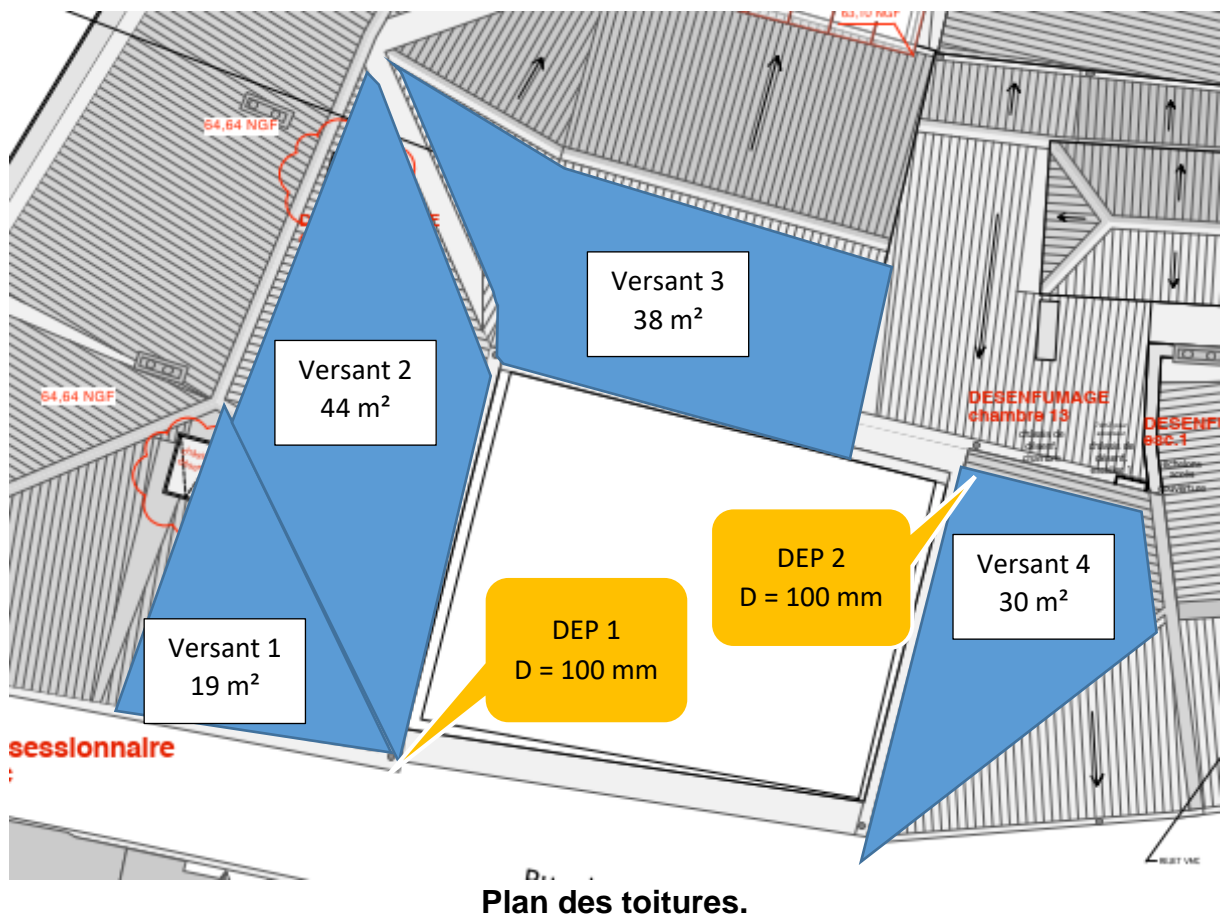 63,10 NGF
64,64 NGF
Versant 3
38 m²
Versant 2
44 m²
64,64 NGF
DESENFUMAGE
chambre 13
DESENF
esc.1
DEP 2
D = 100 mm
Versant 4
30 m²
DEP 1
D = 100 mm
Versant 1
19 m²
sessionnaire
REJET VMC
Plan des toitures.